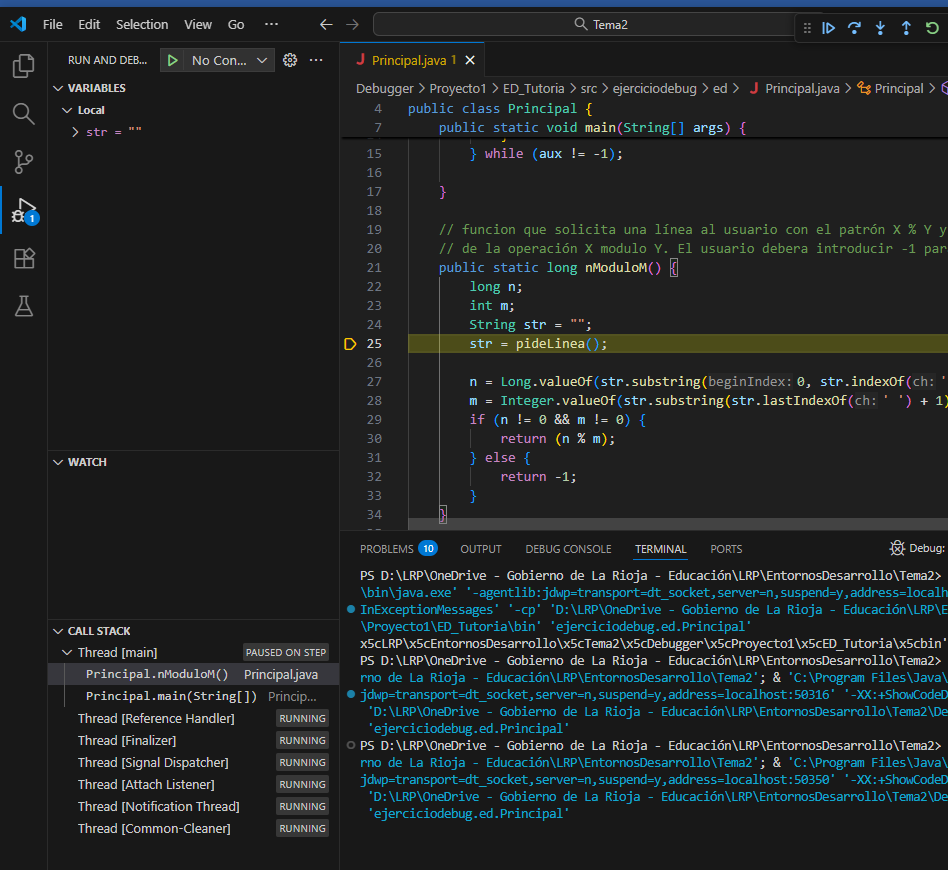 File Edit Selection View Go ··· Tema2
RUN AND DEB... No Con... ···
VARIABLES
Local
str = ""
1
WATCH
CALL STACK
Thread [main] PAUSED ON STEP
Principal.nModuloM() Principal.java
Principal.main(String[]) Princip...
Thread [Reference Handler] RUNNING
Thread [Finalizer] RUNNING
Thread [Signal Dispatcher] RUNNING
Thread [Attach Listener] RUNNING
Thread [Notification Thread] RUNNING
Thread [Common-Cleaner] RUNNING
J Principal.java 1
Debugger > Proyecto1 > ED_Tutoria > src > ejerciciodebug > ed > J Principal.java > Principal >
4 public class Principal {
7 public static void main(String[] args) {
15 } while (aux != -1);
16
17 }
18
19 // funcion que solicita una línea al usuario con el patrón X % Y y
20 // de la operación X modulo Y. El usuario debera introducir -1 par
21 public static long nModuloM() {
22 long n;
23 int m;
24 String str = "";
25 str = pideLinea();
26
27 n = Long.valueOf(str.substring(beginIndex: 0, str.indexOf(ch: '
28 m = Integer.valueOf(str.substring(str.lastIndexOf(ch: ' ') + 1)
29 if (n != 0 && m != 0) {
30 return (n % m);
31 } else {
32 return -1;
33 }
34 }
PROBLEMS 10 OUTPUT DEBUG CONSOLE TERMINAL PORTS Debug:
PS D:\LRP\OneDrive - Gobierno de La Rioja - Educación\LRP\EntornosDesarrollo\Tema2>
\bin\java.exe' '-agentlib:jdwp=transport=dt_socket,server=n,suspend=y,address=localh
InExceptionMessages' '-cp' 'D:\LRP\OneDrive - Gobierno de La Rioja - Educación\LRP\E
\Proyecto1\ED_Tutoria\bin' 'ejerciciodebug.ed.Principal'
x5cLRP\x5cEntornosDesarrollo\x5cTema2\x5cDebugger\x5cProyecto1\x5cED_Tutoria\x5cbin'
PS D:\LRP\OneDrive - Gobierno de La Rioja - Educación\LRP\EntornosDesarrollo\Tema2>
rno de La Rioja - Educación\LRP\EntornosDesarrollo\Tema2'; & 'C:\Program Files\Java\
jdwp=transport=dt_socket,server=n,suspend=y,address=localhost:50316' '-XX:+ShowCodeD
'D:\LRP\OneDrive - Gobierno de La Rioja - Educación\LRP\EntornosDesarrollo\Tema2\De
'ejerciciodebug.ed.Principal'
PS D:\LRP\OneDrive - Gobierno de La Rioja - Educación\LRP\EntornosDesarrollo\Tema2>
rno de La Rioja - Educación\LRP\EntornosDesarrollo\Tema2'; & 'C:\Program Files\Java\
jdwp=transport=dt_socket,server=n,suspend=y,address=localhost:50350' '-XX:+ShowCodeD
'D:\LRP\OneDrive - Gobierno de La Rioja - Educación\LRP\EntornosDesarrollo\Tema2\De
'ejerciciodebug.ed.Principal'